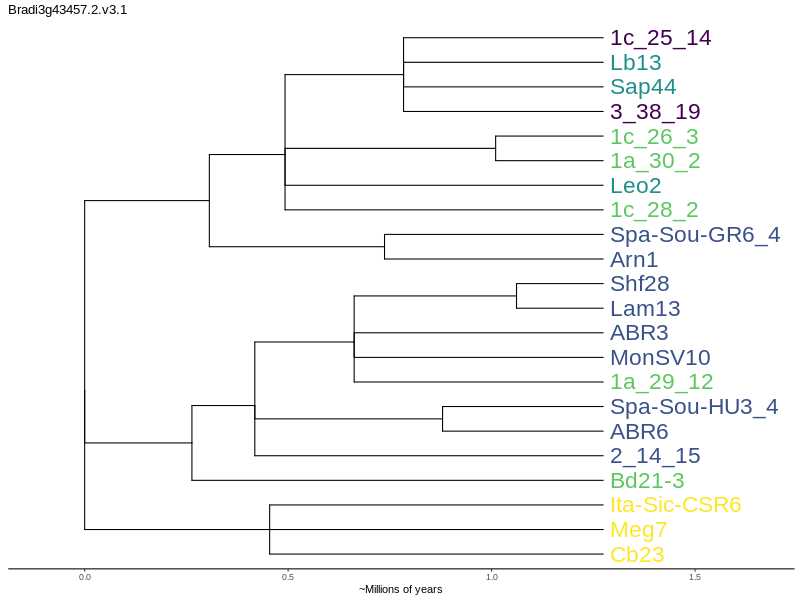 Bradi3g43457.2.v3.1
1c_25_14
Lb13
Sap44
3_38_19
1c_26_3
1a_30_2
Leo2
1c_28_2
Spa-Sou-GR6_4
Arn1
Shf28
Lam13
ABR3
MonSV10
1a_29_12
Spa-Sou-HU3_4
ABR6
2_14_15
Bd21-3
Ita-Sic-CSR6
Meg7
Cb23
0.0 0.5 1.0 1.5
~Millions of years